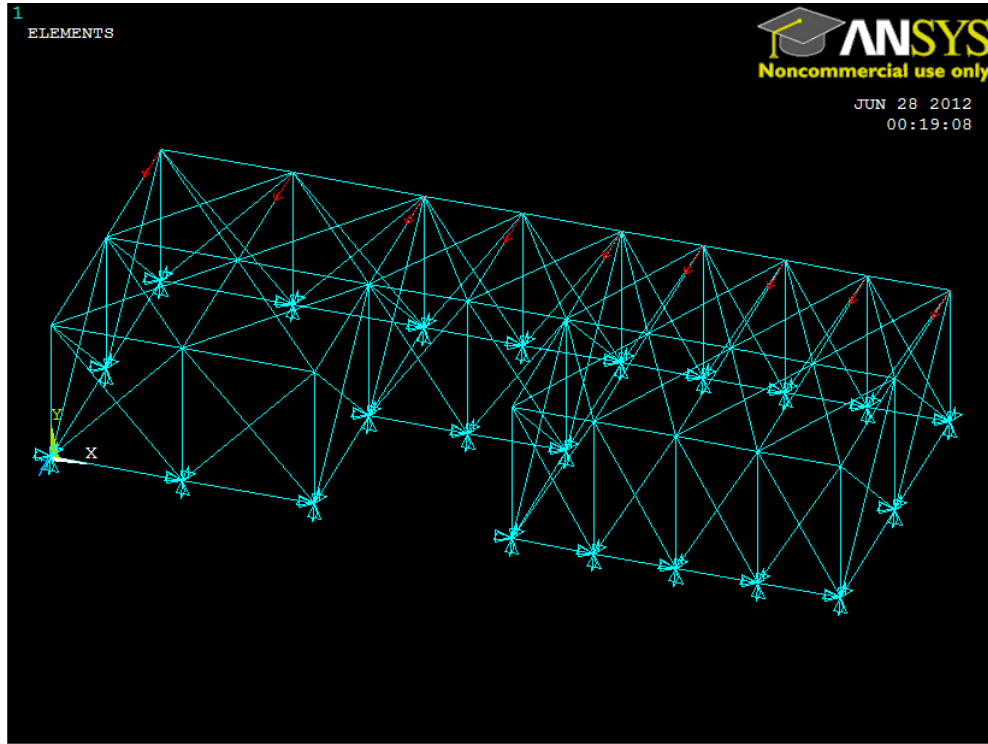 1
ELEMENTS
ANSYS
Noncommercial use only
JUN 28 2012
00:19:08
Y
X